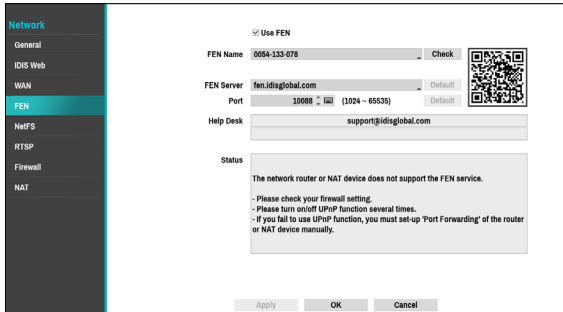 Network
General
IDIS Web
WAN
FEN
NetFS
RTSP
Firewall
NAT
Use FEN
FEN Name 0054-133-078 Check
FEN Server fen.idisglobal.com Default
Port 10088 (1024 ~ 65535) Default
Help Desk support@idisglobal.com
Status
The network router or NAT device does not support the FEN service.
- Please check your firewall setting.
- Please turn on/off UPnP function several times.
- If you fail to use UPnP function, you must set-up 'Port Forwarding' of the router
or NAT device manually.
Apply OK Cancel